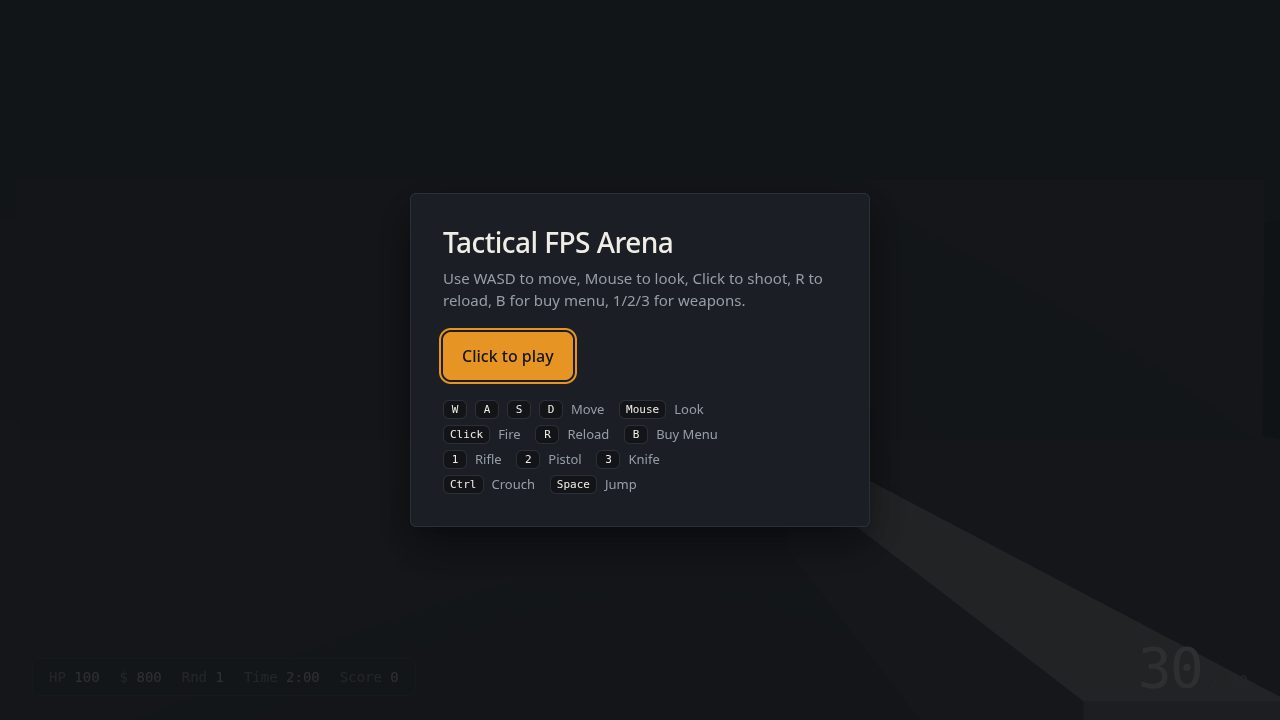 Tactical FPS Arena
Use WASD to move, Mouse to look, Click to shoot, R to
reload, B for buy menu, 1/2/3 for weapons.
Click to play
W A S D Move Mouse Look
Click Fire R Reload B Buy Menu
1 Rifle 2 Pistol 3 Knife
Ctrl Crouch Space Jump
HP 100 $ 800 Rnd 1 Time 2:00 Score 0
30